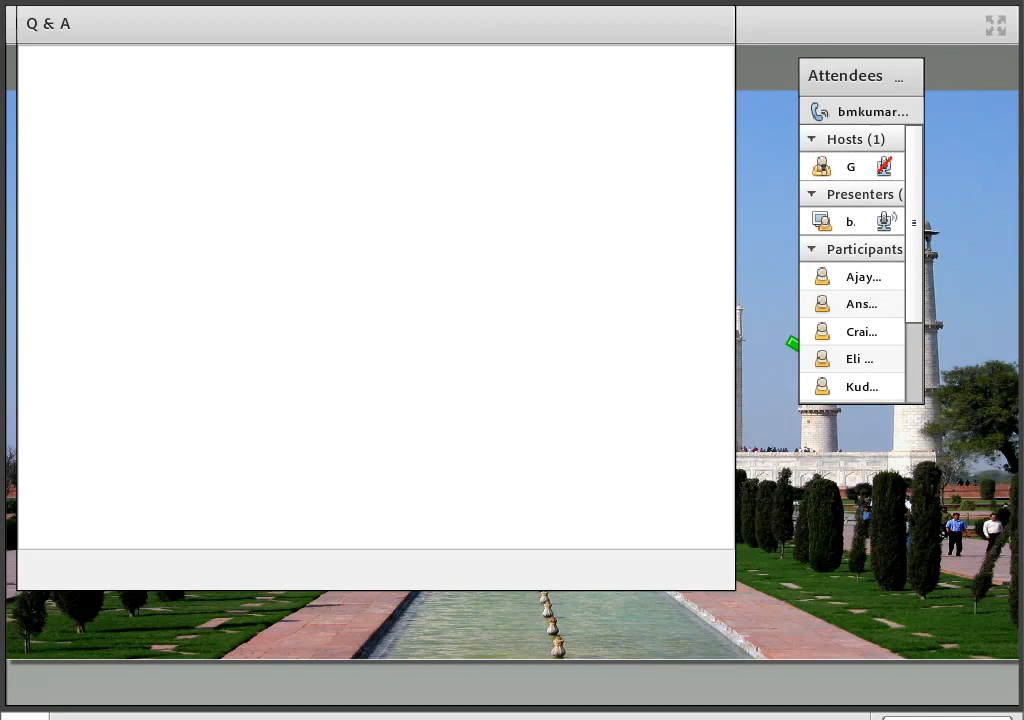 Q & A
Attendees ...
bmkumar...
Hosts (1)
G
Presenters (
b.
Participants
Ajay...
Ans...
Crai...
Eli ...
Kud...